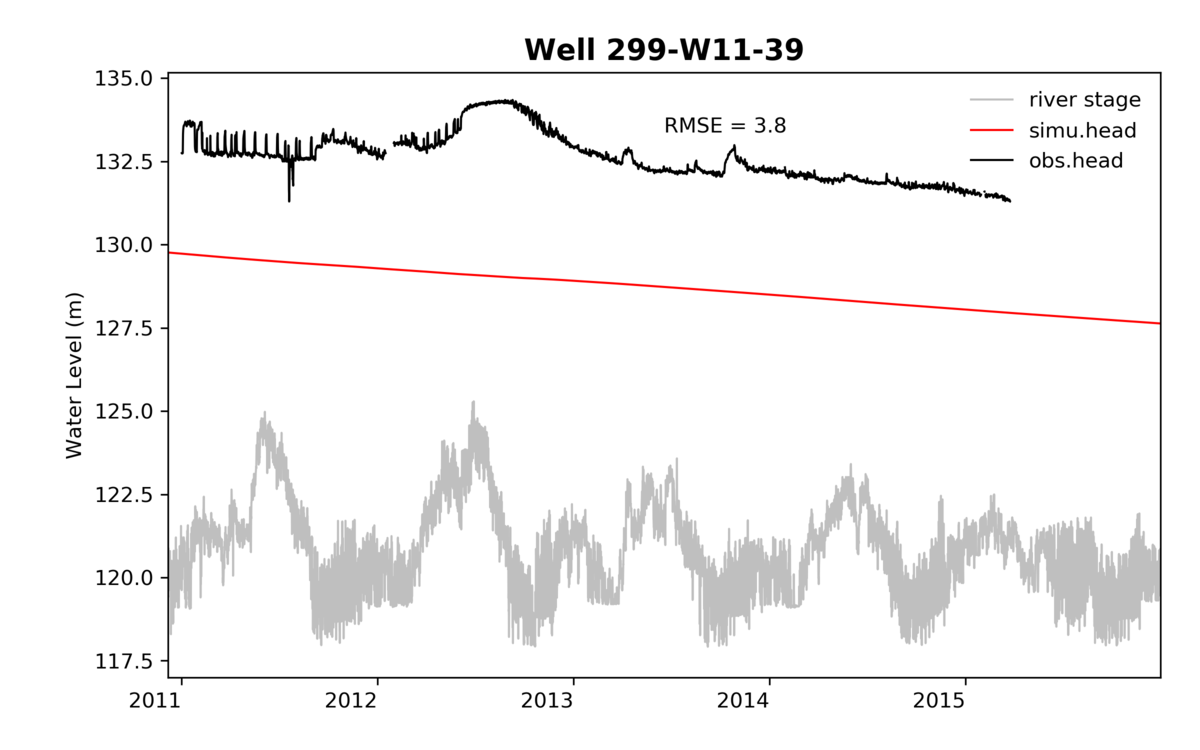 Well 299-W11-39
135.0
132.5
130.0
127.5
125.0
122.5
120.0
117.5
Water Level (m)
RMSE = 3.8
river stage
simu.head
obs.head
2011
2012
2013
2014
2015